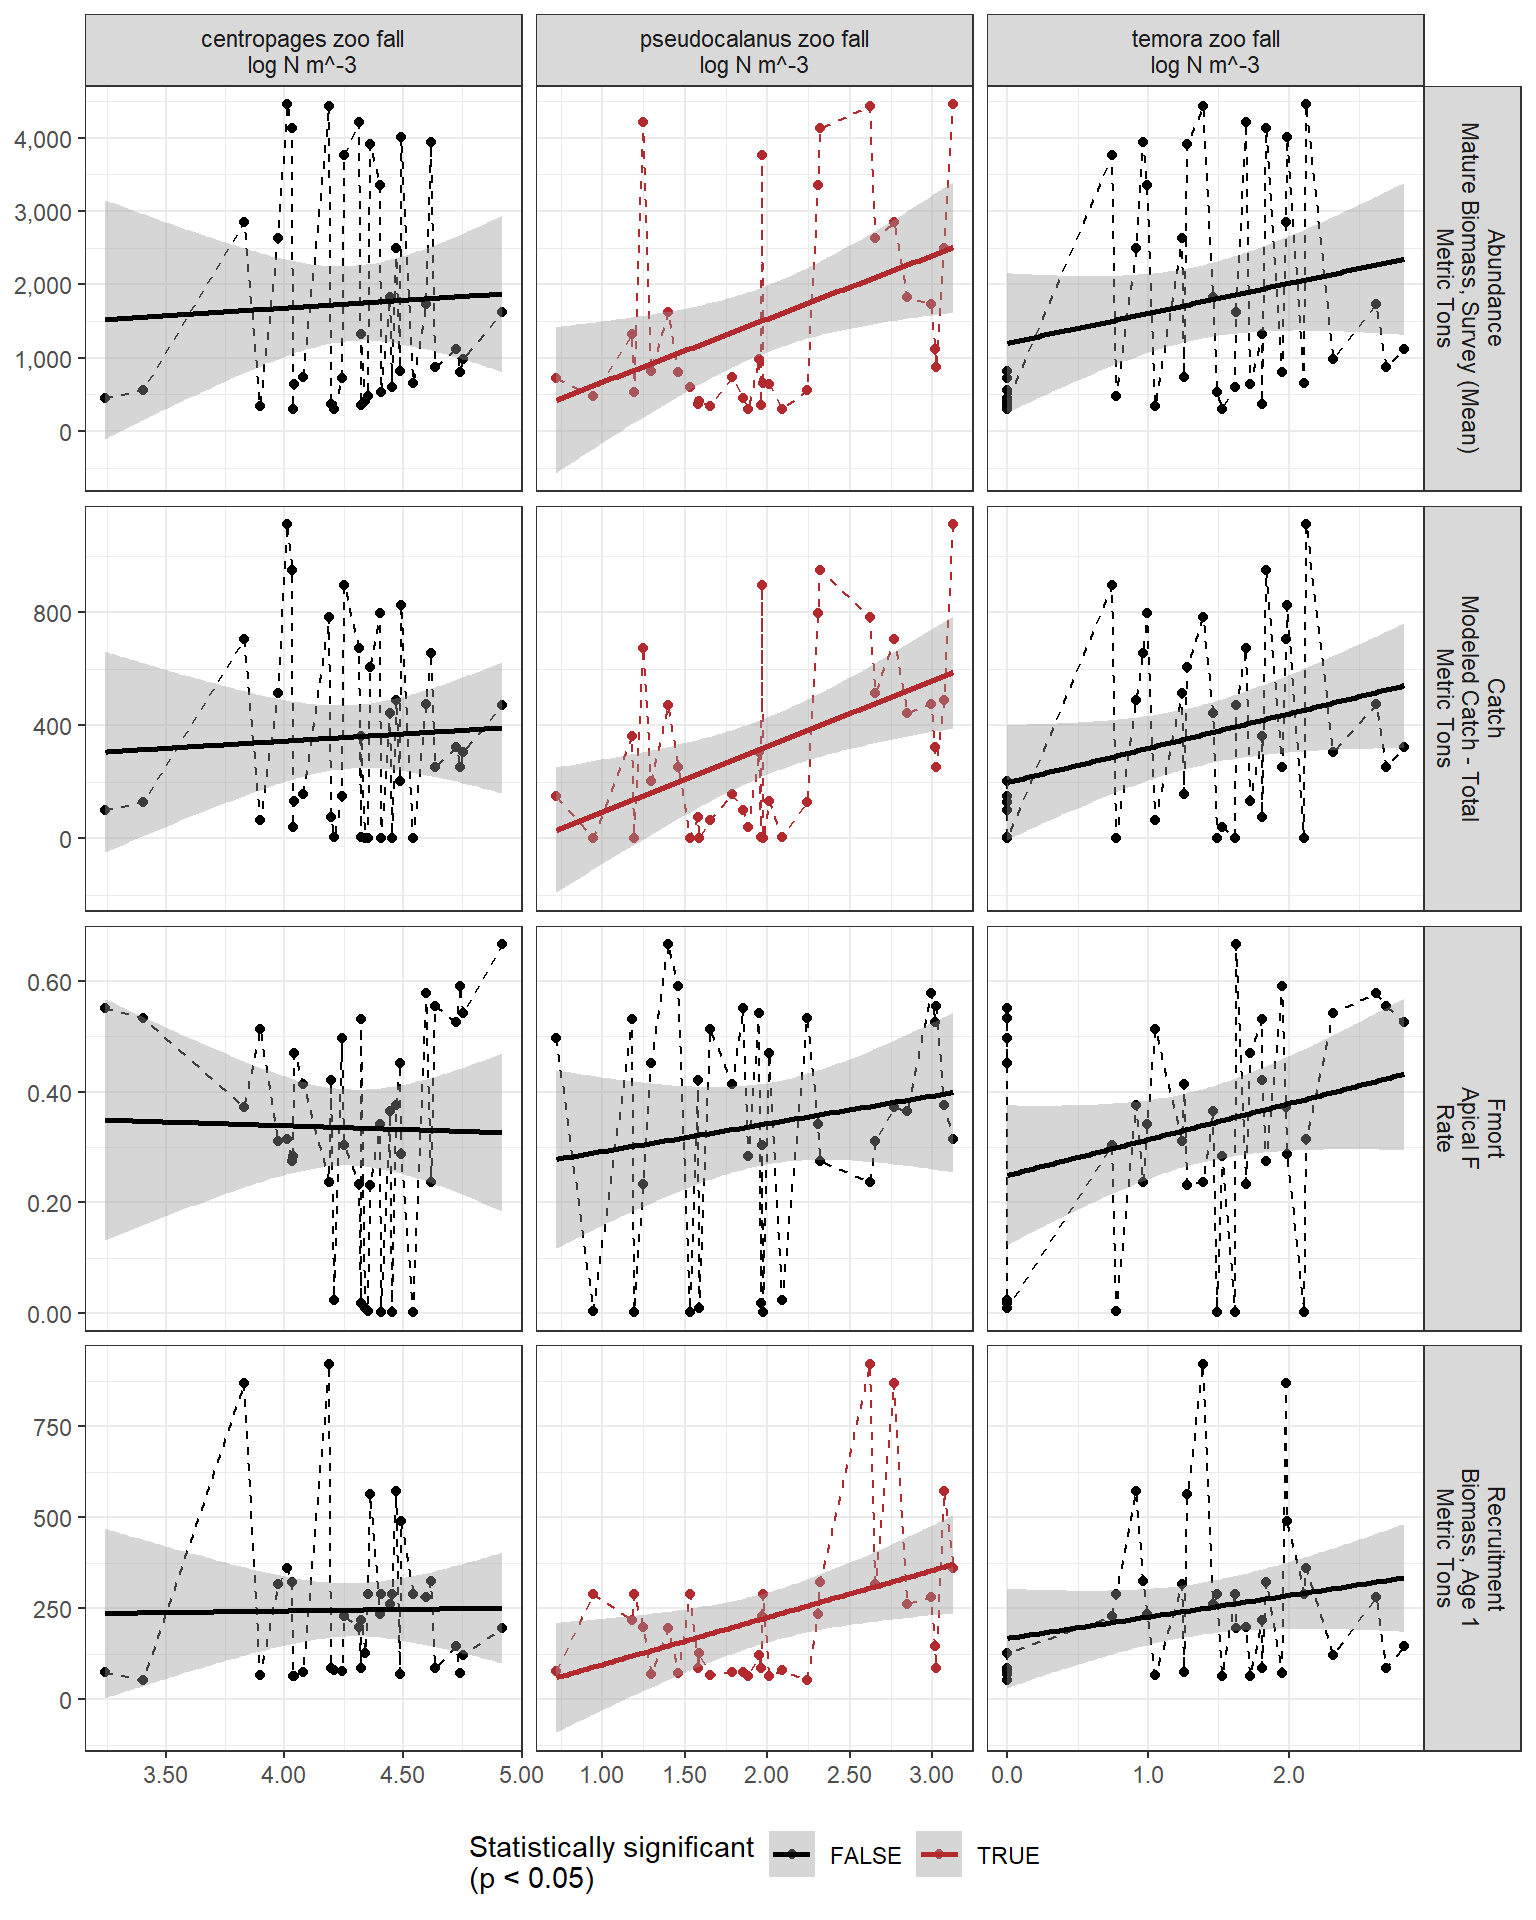 centropages zoo fall
log N m^-3
pseudocalanus zoo fall
log N m^-3
temora zoo fall
log N m^-3
4,000
3,000
2,000
1,000
0
Abundance
Mature Biomass, Survey (Mean)
Metric Tons
800
400
0
Catch
Modeled Catch - Total
Metric Tons
0.60
0.40
0.20
0.00
Fmort
Apical F
Rate
750
500
250
0
Recruitment
Biomass, Age 1
Metric Tons
3.50
4.00
4.50
5.00
1.00
1.50
2.00
2.50
3.00
0.0
1.0
2.0
Statistically significant
(p < 0.05)
FALSE
TRUE